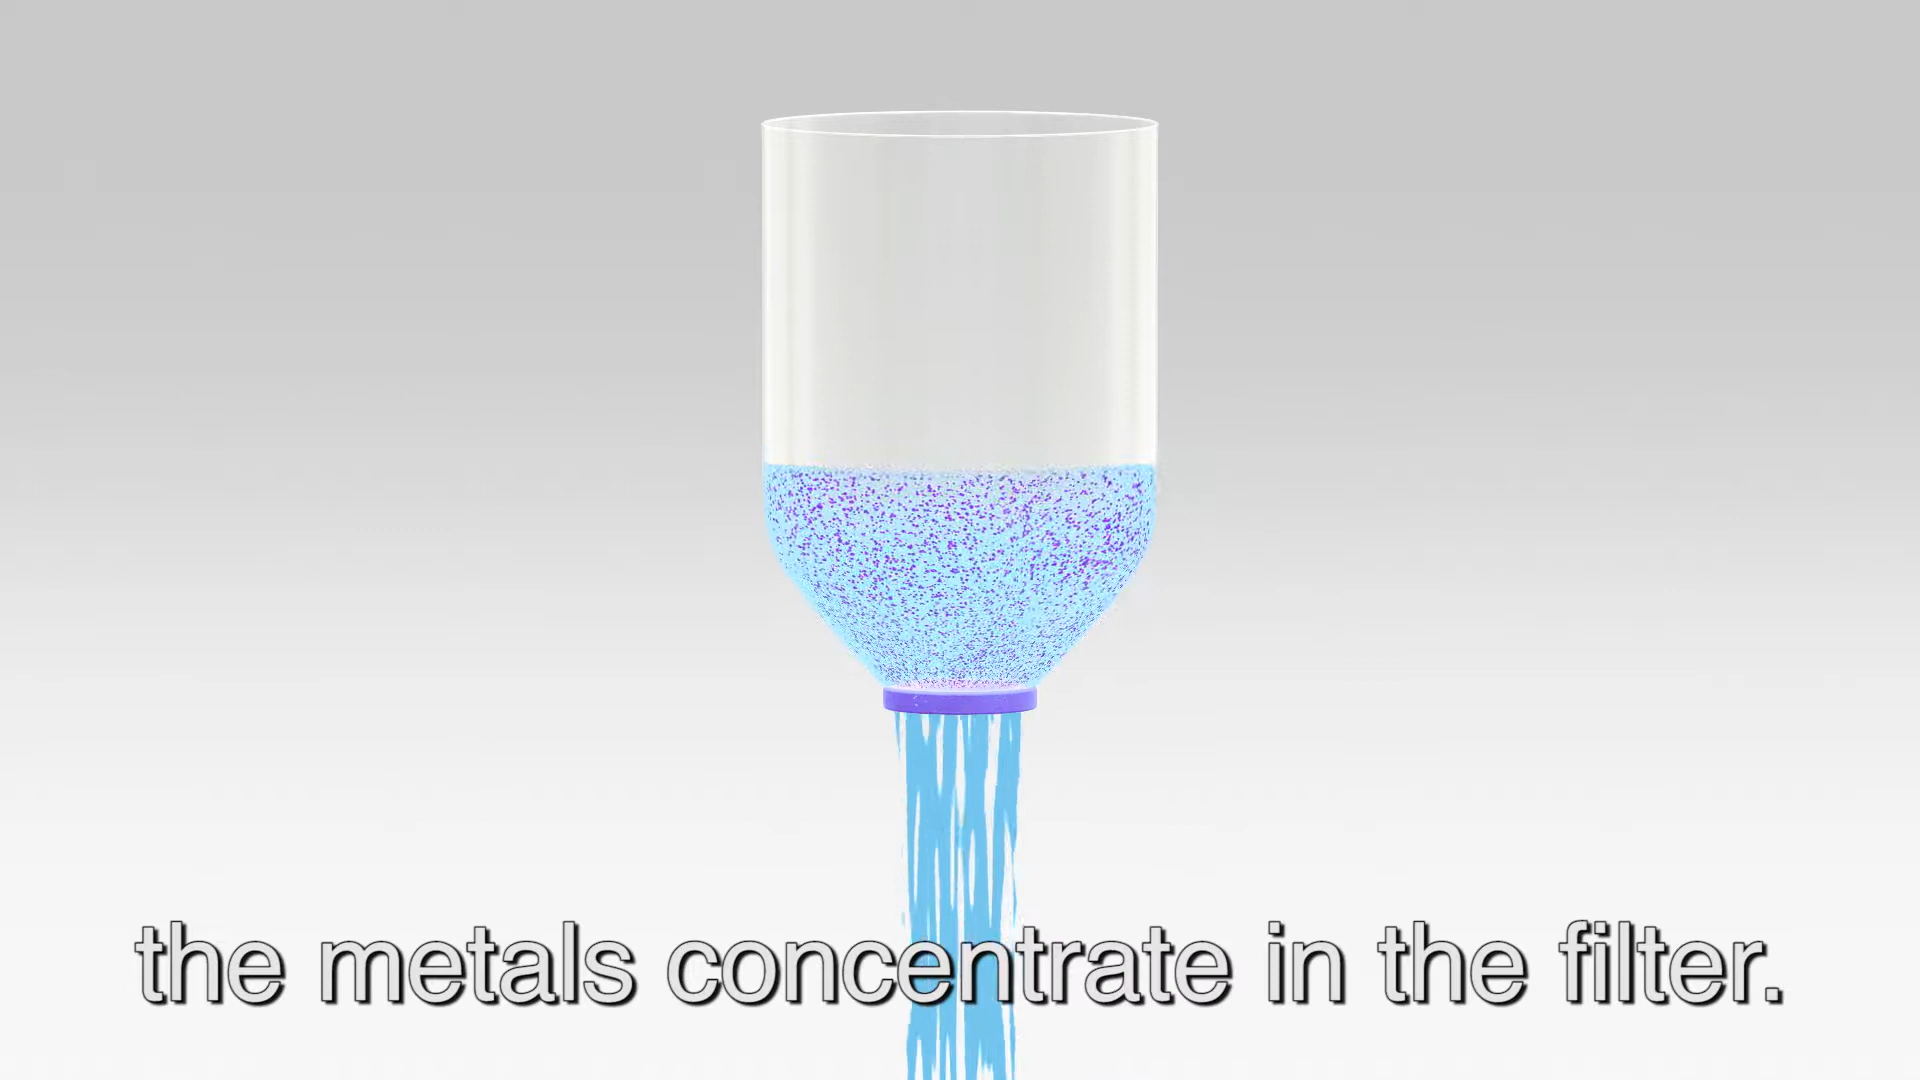 the metals concentrate in the filter.